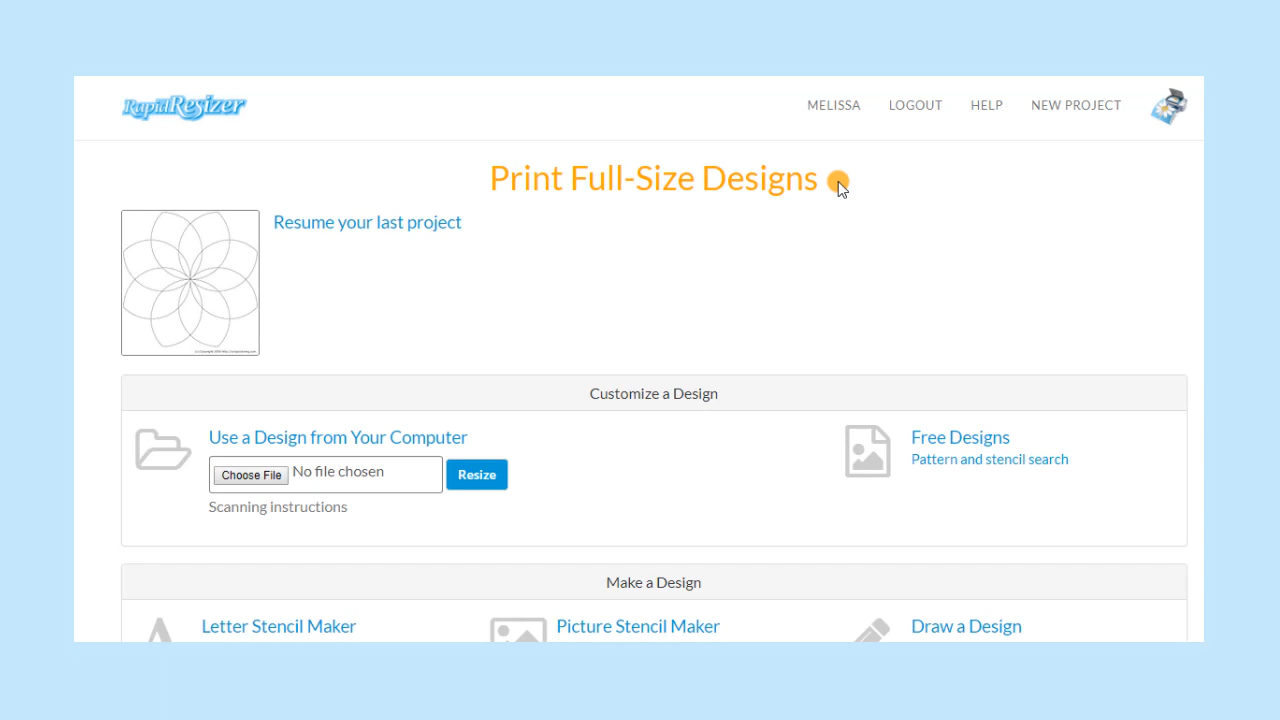 RapidResizer
MELISSA LOGOUT HELP NEW PROJECT
Print Full-Size Designs
Resume your last project
Customize a Design
Use a Design from Your Computer
Choose File No file chosen Resize
Scanning instructions
Free Designs
Pattern and stencil search
Make a Design
Letter Stencil Maker
Picture Stencil Maker
Draw a Design